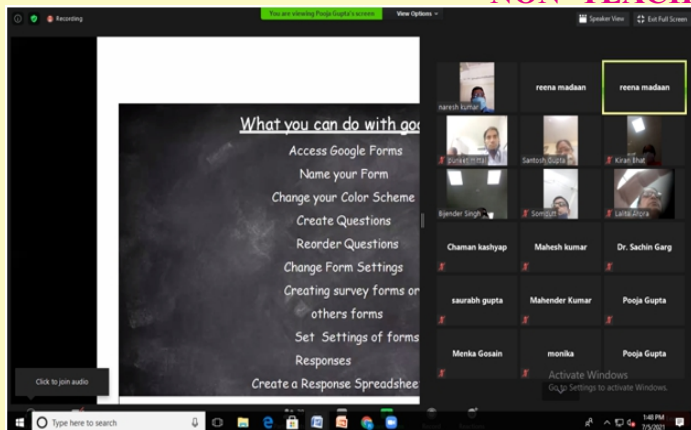 NON TEACH
Recording
You are viewing Pooja Gupta's screen
View Options
Speaker View
Exit Full Screen
What you can do with goo
Access Google Forms
Name your Form
Change your Color Scheme
Create Questions
Reorder Questions
Change Form Settings
Creating survey forms or
others forms
Set Settings of forms
Responses
Create a Response Spreadshee
Click to join audio
naresh kumar
reena madaan
reena madaan
puneet mittal
Santosh Gupta
Kiran Bhat
Bijender Singh
Somdutt
Lalita Arora
Chaman kashyap
Mahesh kumar
Dr. Sachin Garg
saurabh gupta
Mahender Kumar
Pooja Gupta
Menka Gosain
monika
Pooja Gupta
Activate Windows
Go to Settings to activate Windows.
Type here to search
1:48 PM
7/5/2021